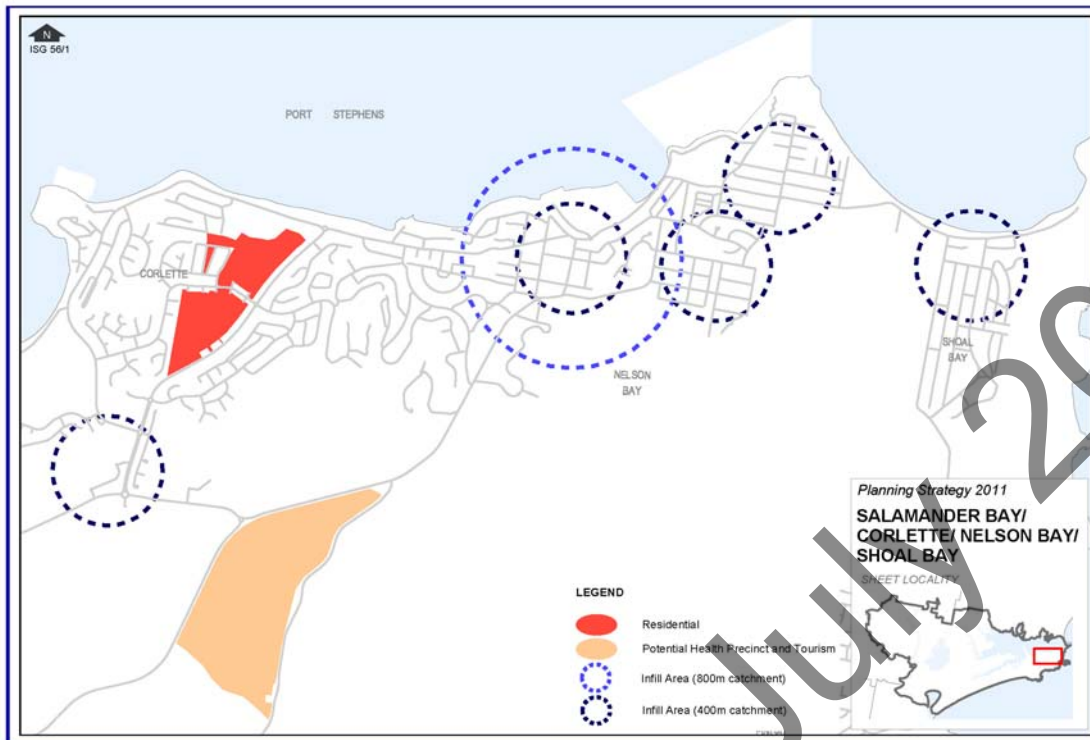 N
ISG 56/1
PORT STEPHENS
CORLETTE
NELSON
BAY
SHOAL
BAY
Planning Strategy 2011
SALAMANDER BAY/
CORLETTE/ NELSON BAY/
SHOAL BAY
SHEET LOCALITY
LEGEND
Residential
Potential Health Precinct and Tourism
Infill Area (800m catchment)
Infill Area (400m catchment)
July 20